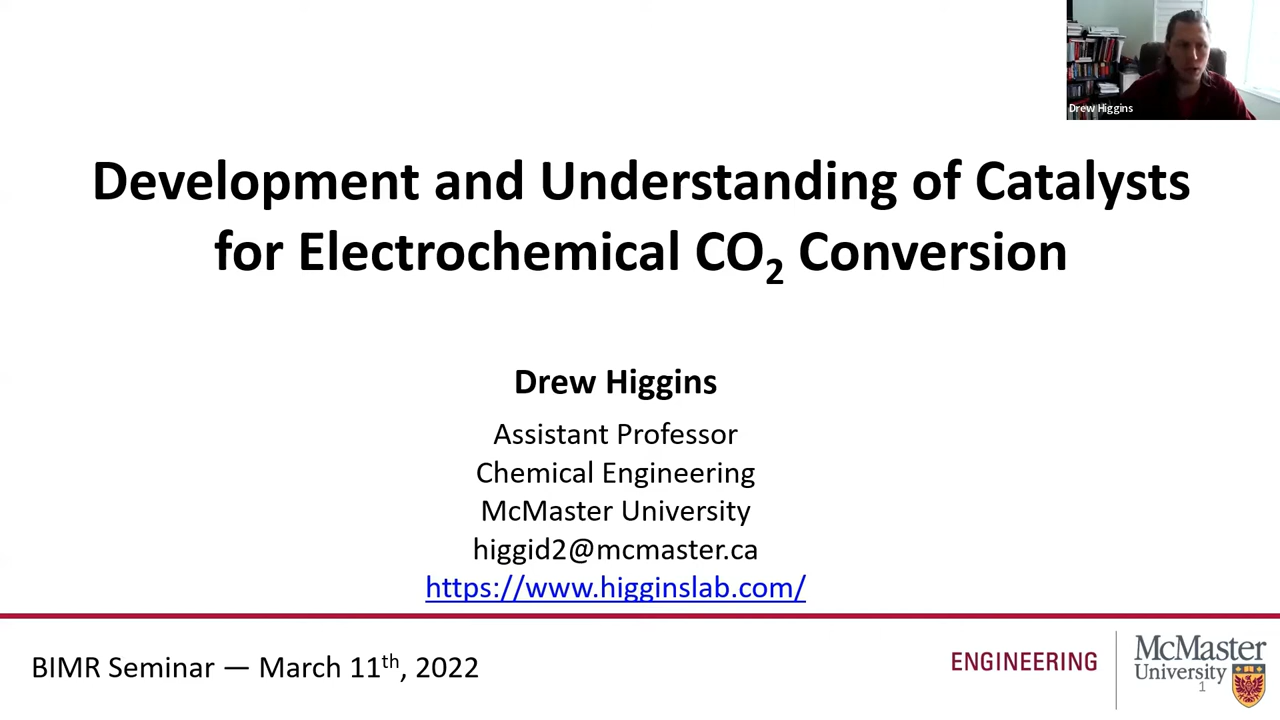 Drew Higgins
Development and Understanding of Catalysts
for Electrochemical CO₂ Conversion
Drew Higgins
Assistant Professor
Chemical Engineering
McMaster University
higgid2@mcmaster.ca
https://www.higginslab.com/
BIMR Seminar — March 11th, 2022
ENGINEERING
McMaster
University
1